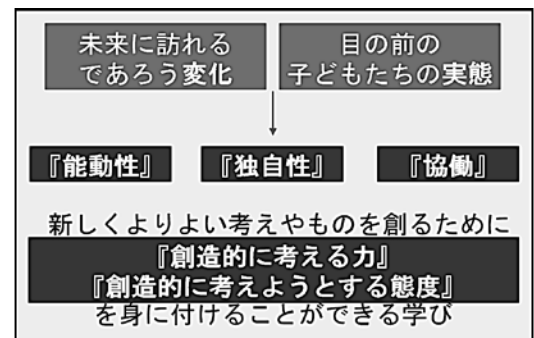 未来に訪れる
であろう変化
目の前の
子どもたちの実態
『能動性』
『独自性』
『協働』
新しくよりよい考えやものを創るために
『創造的に考える力』
『創造的に考えようとする態度』
を身に付けることができる学び